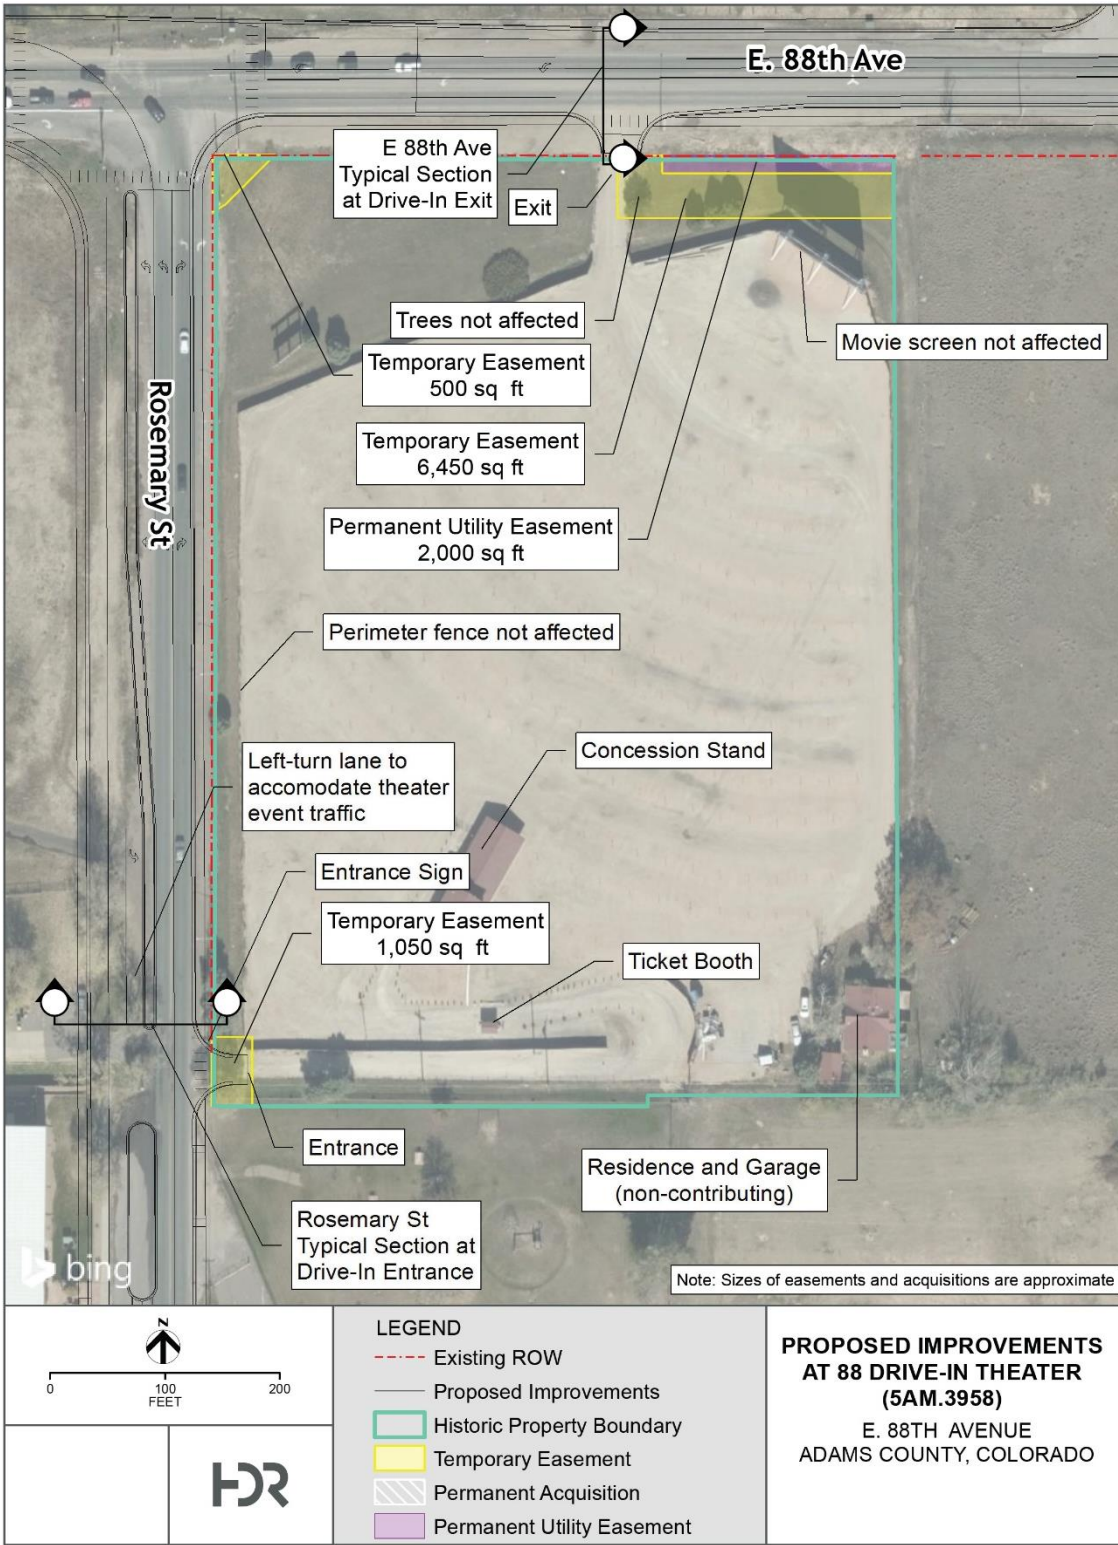 E. 88th Ave
E 88th Ave
Typical Section
at Drive-In Exit
Exit
Trees not affected
Movie screen not affected
Temporary Easement
500 sq ft
Rosemary St
Temporary Easement
6,450 sq ft
Permanent Utility Easement
2,000 sq ft
Perimeter fence not affected
Left-turn lane to
accomodate theater
event traffic
Concession Stand
Entrance Sign
Temporary Easement
1,050 sq ft
Ticket Booth
Entrance
Residence and Garage
(non-contributing)
Rosemary St
Typical Section at
Drive-In Entrance
bing
Note: Sizes of easements and acquisitions are approximate
N
0 100 200
FEET
HDR
LEGEND
Existing ROW
Proposed Improvements
Historic Property Boundary
Temporary Easement
Permanent Acquisition
Permanent Utility Easement
PROPOSED IMPROVEMENTS
AT 88 DRIVE-IN THEATER
(5AM.3958)
E. 88TH AVENUE
ADAMS COUNTY, COLORADO